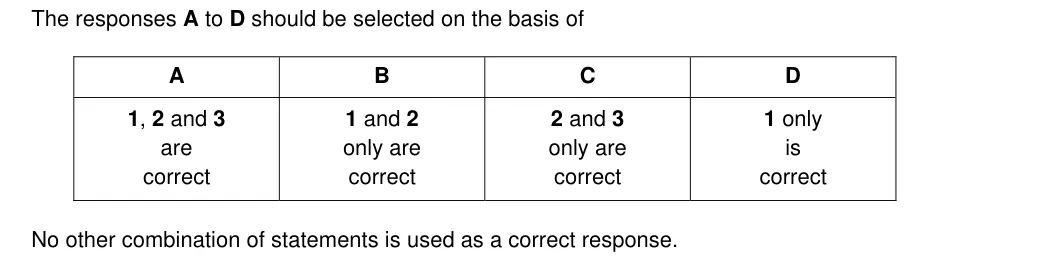 The responses A to D should be selected on the basis of
A B C D
1, 2 and 3 1 and 2 2 and 3 1 only
are only are only are is
correct correct correct correct
No other combination of statements is used as a correct response.